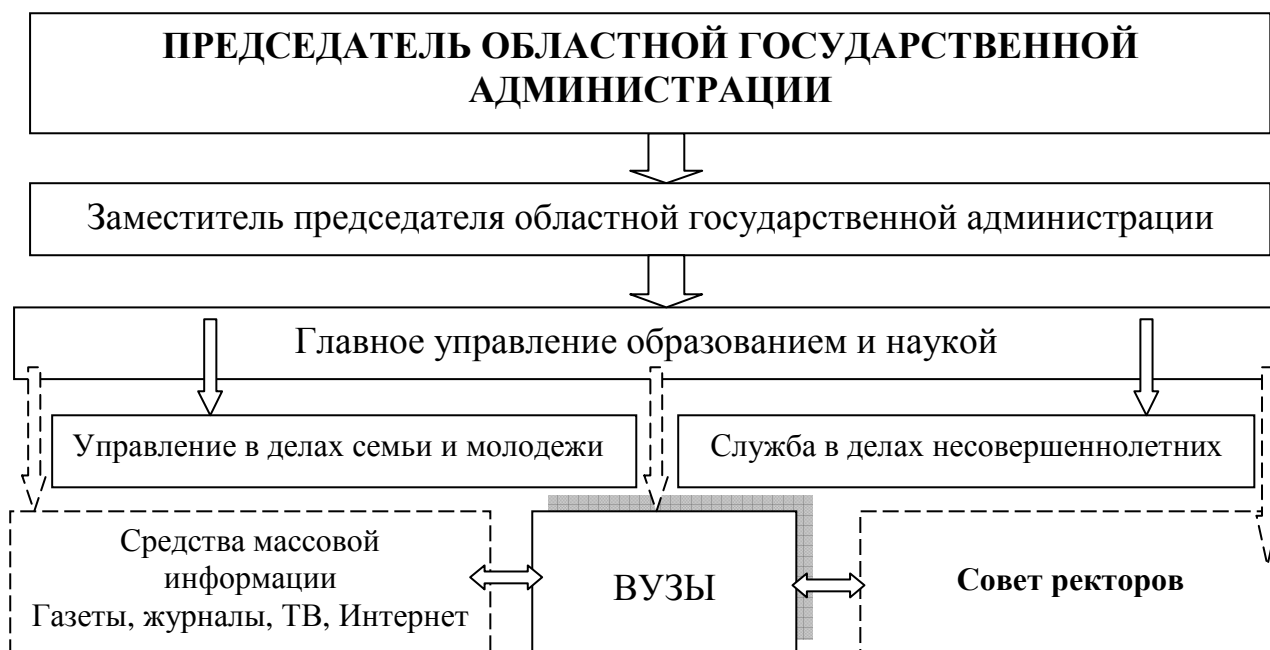 ПРЕДСЕДАТЕЛЬ ОБЛАСТНОЙ ГОСУДАРСТВЕННОЙ
АДМИНИСТРАЦИИ
Заместитель председателя областной государственной администрации
Главное управление образованием и наукой
Управление в делах семьи и молодежи
Служба в делах несовершеннолетних
Средства массовой
информации
Газеты, журналы, ТВ, Интернет
ВУЗЫ
Совет ректоров